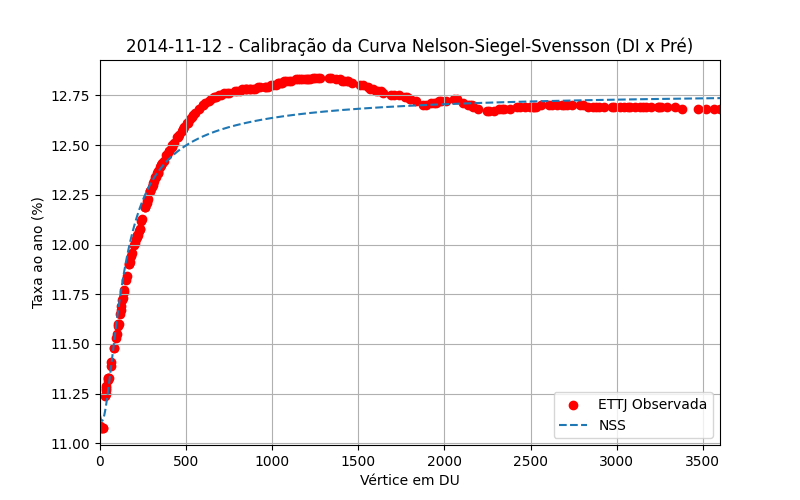 2014-11-12 - Calibração da Curva Nelson-Siegel-Svensson (DI x Pré)
Taxa ao ano (%)
12.75
12.50
12.25
12.00
11.75
11.50
11.25
11.00
0 500 1000 1500 2000 2500 3000 3500
Vértice em DU
ETTJ Observada
NSS